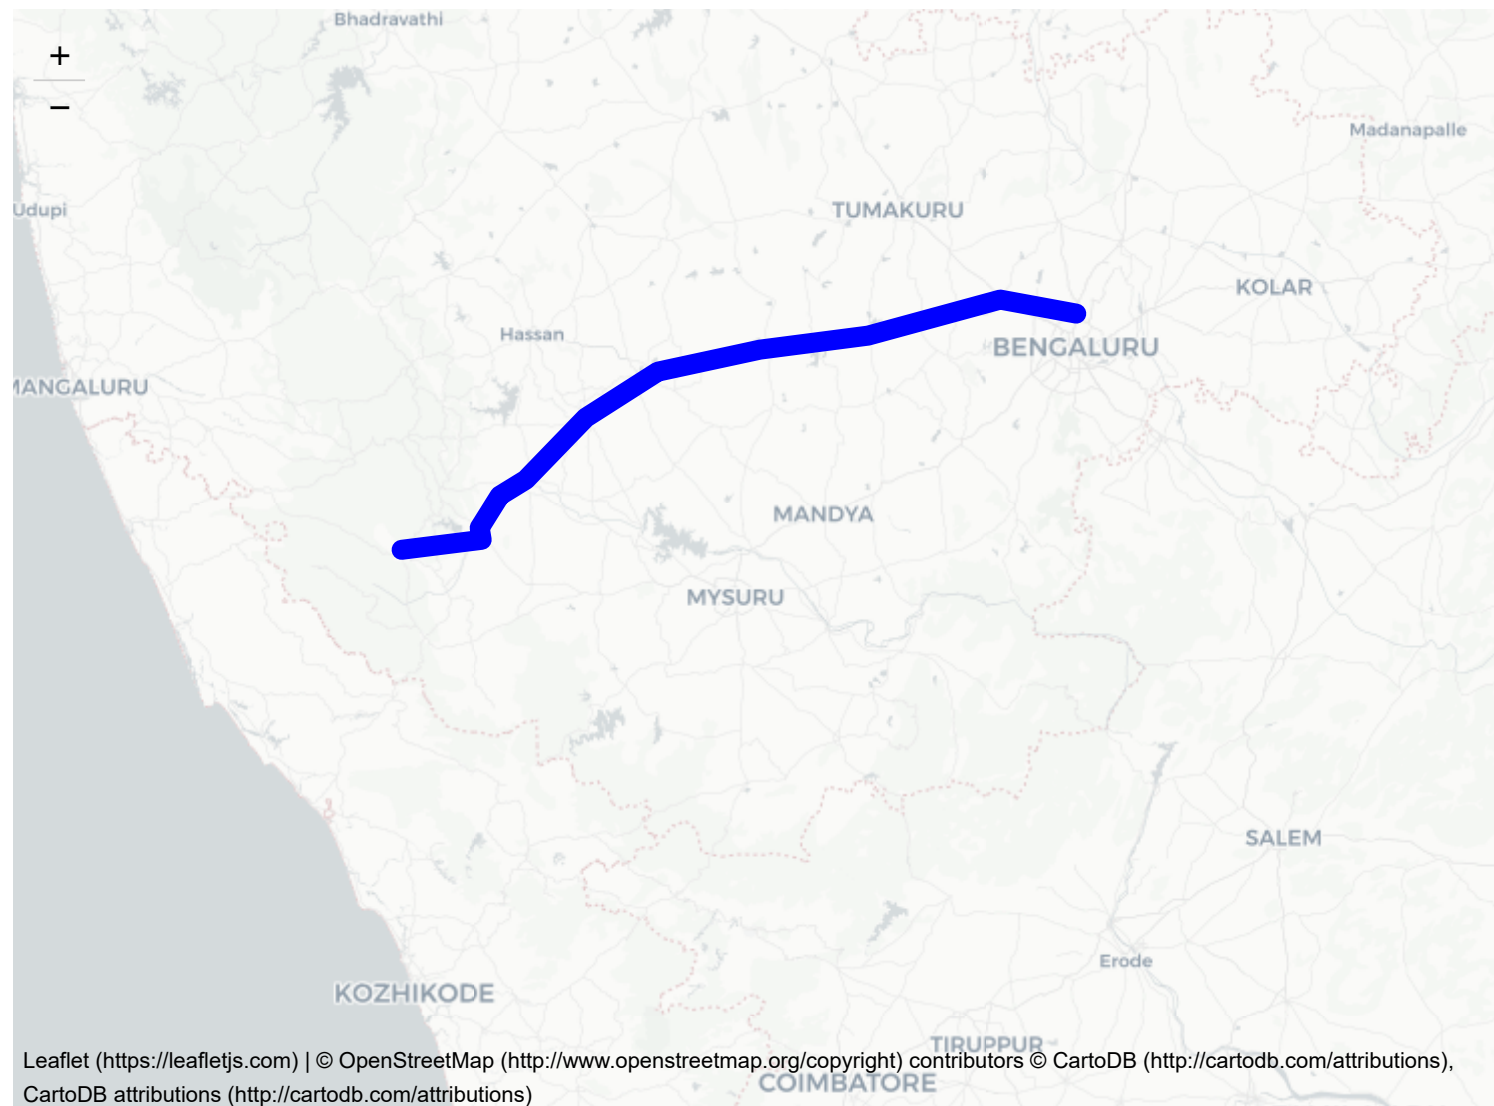 Bhadravathi
+
−
Madanapalle
Udupi
TUMAKURU
KOLAR
Hassan
BENGALURU
MANGALURU
MANDYA
MYSURU
SALEM
Erode
KOZHIKODE
TIRUPPUR
Leaflet (https://leafletjs.com) | © OpenStreetMap (http://www.openstreetmap.org/copyright) contributors © CartoDB (http://cartodb.com/attributions),
COIMBATORE
CartoDB attributions (http://cartodb.com/attributions)